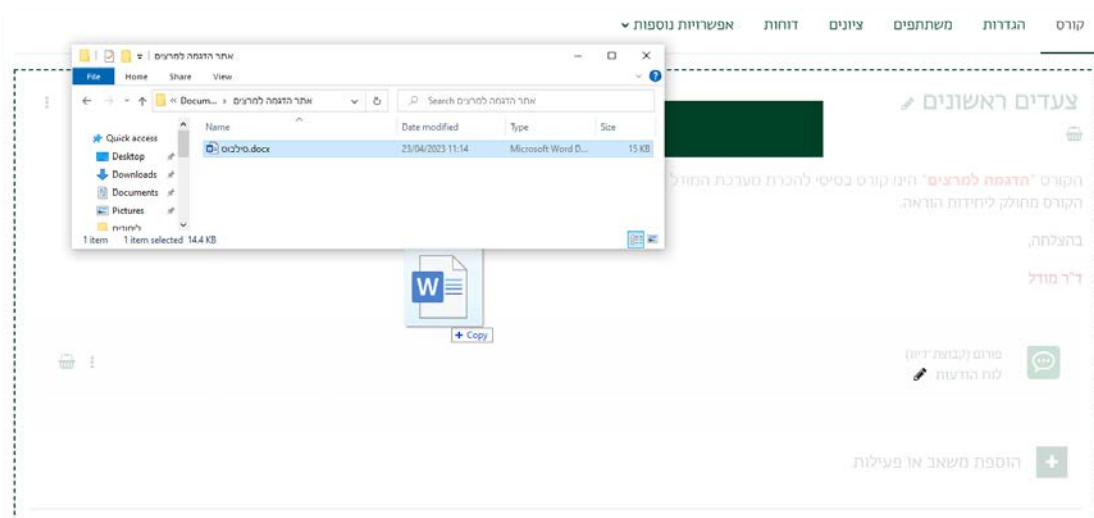 קורס הגדרות משתתפים ציונים דוחות אפשרויות נוספות
אתר הדגמה למרצים
File Home Share View
« Docum... › אתר הדגמה למרצים
Search אתר הדגמה למרצים
Name Date modified Type Size
Quick access
Desktop
Downloads
Documents
Pictures
סילבוס.docx 23/04/2023 11:14 Microsoft Word D... 15 KB
1 item 1 item selected 14.4 KB
W
+ Copy
צעדים ראשונים
הקורס "הדגמה למרצים" הינו קורס בסיסי להכרת מערכת המודל
הקורס מחולק ליחידות הוראה.
בהצלחה,
ד"ר מודל
פורום (קבוצת־דיון)
לוח הודעות
הוספת משאב או פעילות